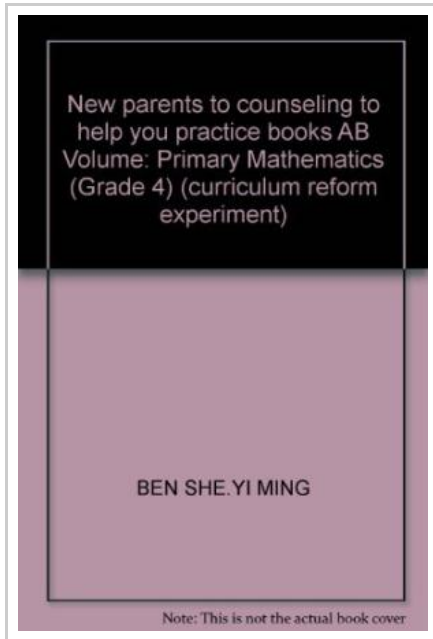 New parents to counseling to
help you practice books AB
Volume: Primary Mathematics
(Grade 4) (curriculum reform
experiment)
BEN SHE.YI MING
Note: This is not the actual book cover